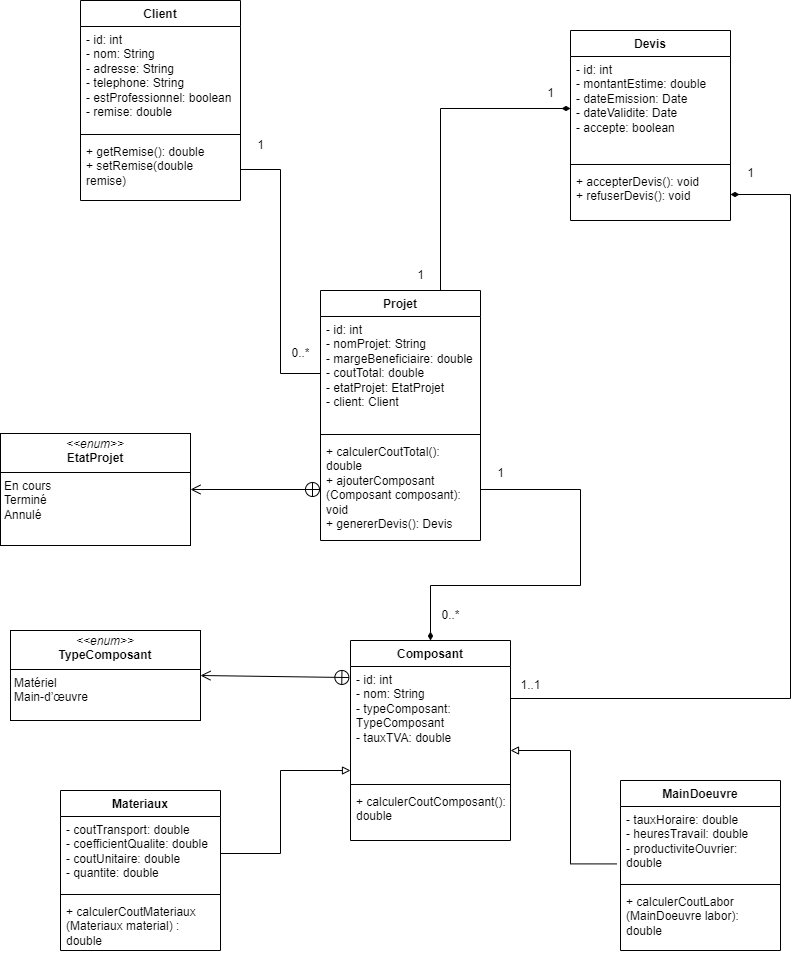 Client
- id: int
- nom: String
- adresse: String
- telephone: String
- estProfessionnel: boolean
- remise: double
+ getRemise(): double
+ setRemise(double
remise)
1
Devis
- id: int
- montantEstime: double
- dateEmission: Date
- dateValidite: Date
- accepte: boolean
+ accepterDevis(): void
+ refuserDevis(): void
1
1
1
0..*
Projet
- id: int
- nomProjet: String
- margeBeneficiaire: double
- coutTotal: double
- etatProjet: EtatProjet
- client: Client
+ calculerCoutTotal():
double
+ ajouterComposant
(Composant composant):
void
+ genererDevis(): Devis
1
<<enum>>
EtatProjet
En cours
Terminé
Annulé
0..*
<<enum>>
TypeComposant
Matériel
Main-d'œuvre
Composant
- id: int
- nom: String
- typeComposant:
TypeComposant
- tauxTVA: double
+ calculerCoutComposant():
double
1..1
Materiaux
- coutTransport: double
- coefficientQualite: double
- coutUnitaire: double
- quantite: double
+ calculerCoutMateriaux
(Materiaux material) :
double
MainDoeuvre
- tauxHoraire: double
- heuresTravail: double
- productiviteOuvrier:
double
+ calculerCoutLabor
(MainDoeuvre labor):
double